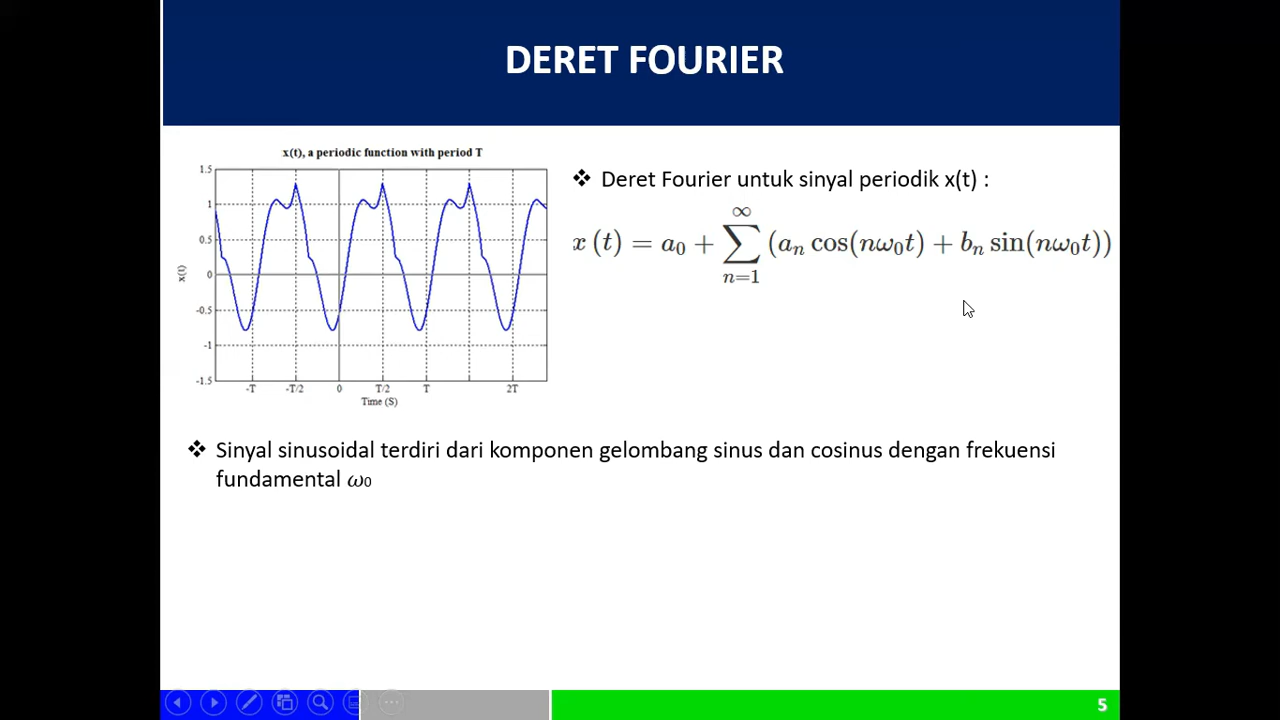 DERET FOURIER
x(t), a periodic function with period T
1.5
1
0.5
0
-0.5
-1
-1.5
x(t)
-T
-T/2
0
T/2
T
2T
Time (S)
❖ Deret Fourier untuk sinyal periodik x(t) :
x (t) = a₀ + ∑_{n=1}^{∞} (aₙ cos(nω₀t) + bₙ sin(nω₀t))
❖ Sinyal sinusoidal terdiri dari komponen gelombang sinus dan cosinus dengan frekuensi
fundamental ω₀
5